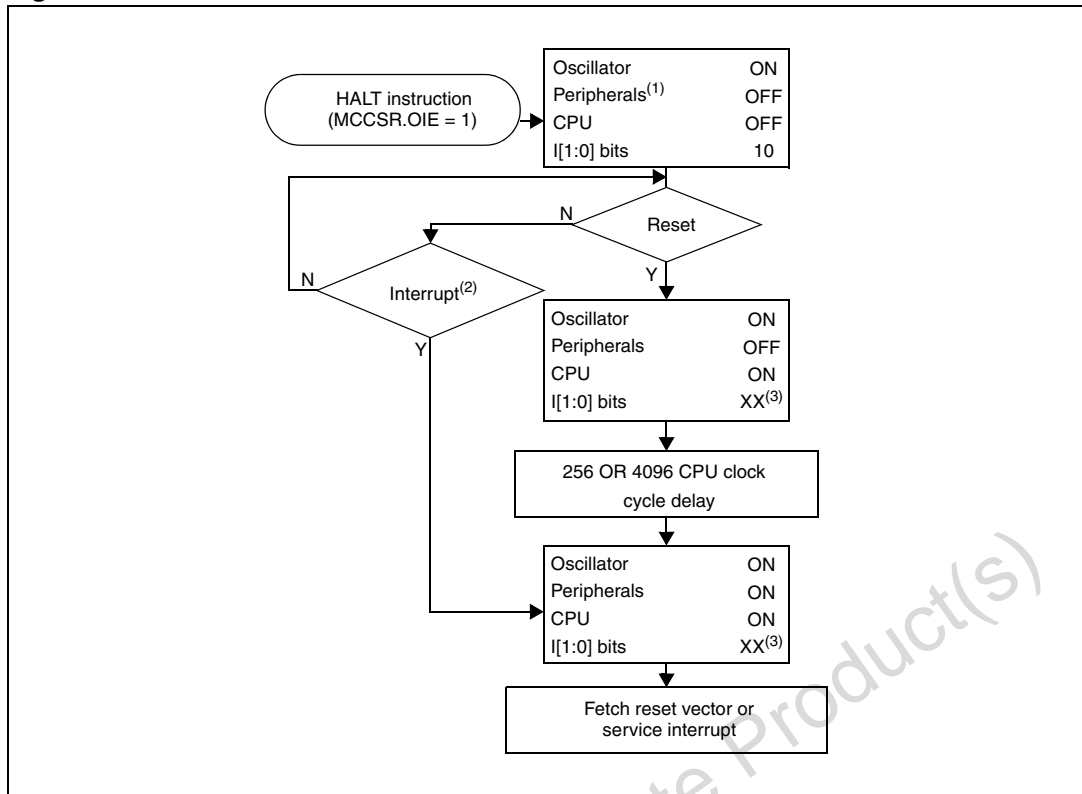 HALT instruction
(MCCSR.OIE = 1)
Oscillator ON
Peripherals(1) OFF
CPU OFF
I[1:0] bits 10
Reset
N
Y
Interrupt(2)
N
Y
Oscillator ON
Peripherals OFF
CPU ON
I[1:0] bits XX(3)
256 OR 4096 CPU clock
cycle delay
Oscillator ON
Peripherals ON
CPU ON
I[1:0] bits XX(3)
Fetch reset vector or
service interrupt
Product(s)